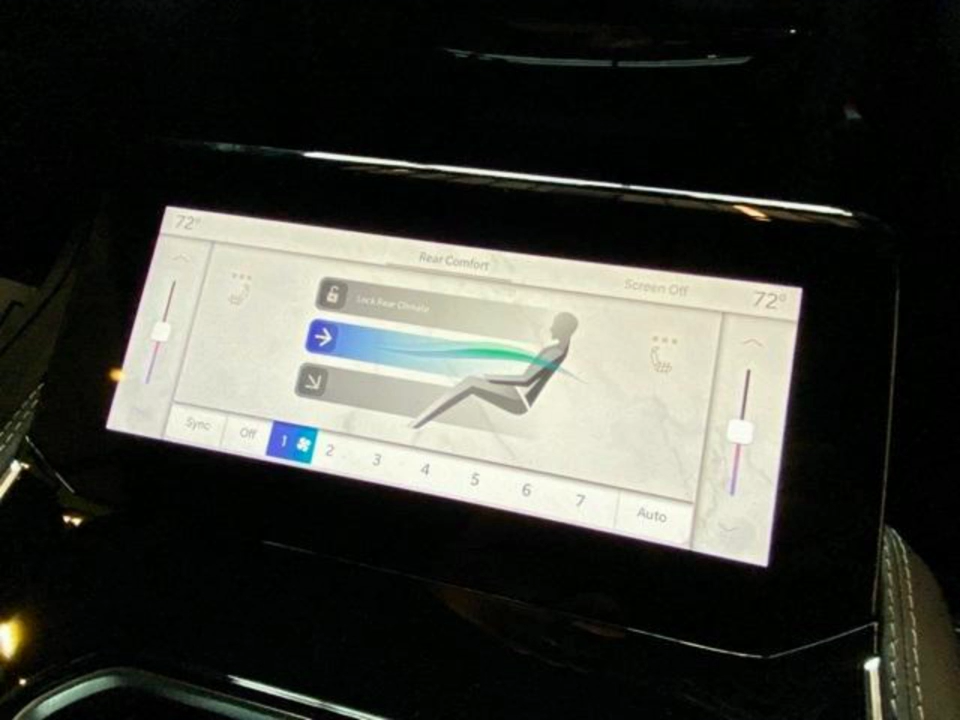 72°
Rear Comfort
Screen Off
72°
Lock Rear Climate
Sync
Off
1
2
3
4
5
6
7
Auto